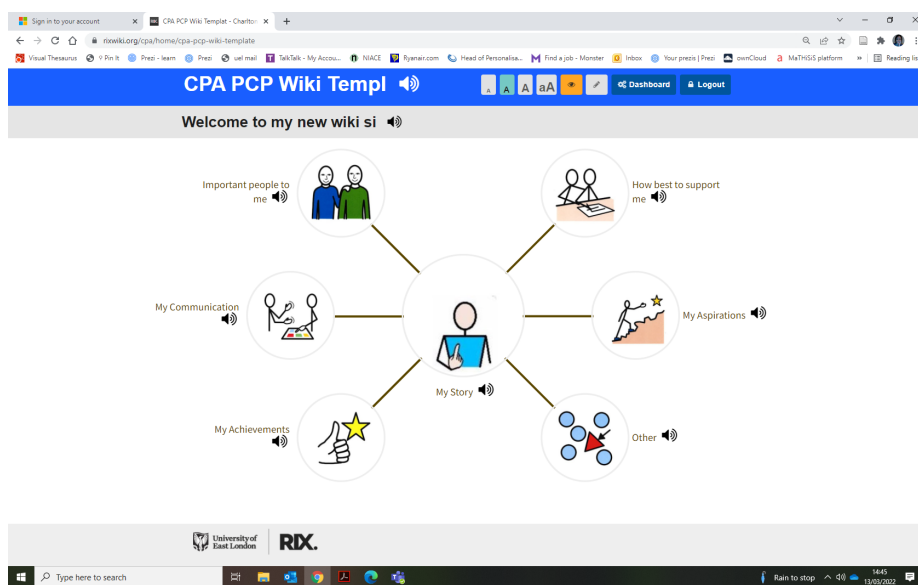 Sign in to your account
CPA PCP Wiki Templat - Charlton
rixwiki.org/cpa/home/cpa-pcp-wiki-template
Visual Thesaurus
Pin It
Prezi - learn
Prezi
uel mail
TalkTalk - My Accou...
NIACE
Ryanair.com
Head of Personalisa...
Find a job - Monster
Inbox
Your prezis | Prezi
ownCloud
MaTHiSiS platform
»
Reading lis
CPA PCP Wiki Templ
A
A
A
aA
Dashboard
Logout
Welcome to my new wiki si
Important people to
me
How best to support
me
My Communication
My Aspirations
My Story
My Achievements
Other
University of
East London
RIX.
Type here to search
Rain to stop
14:45
13/03/2022